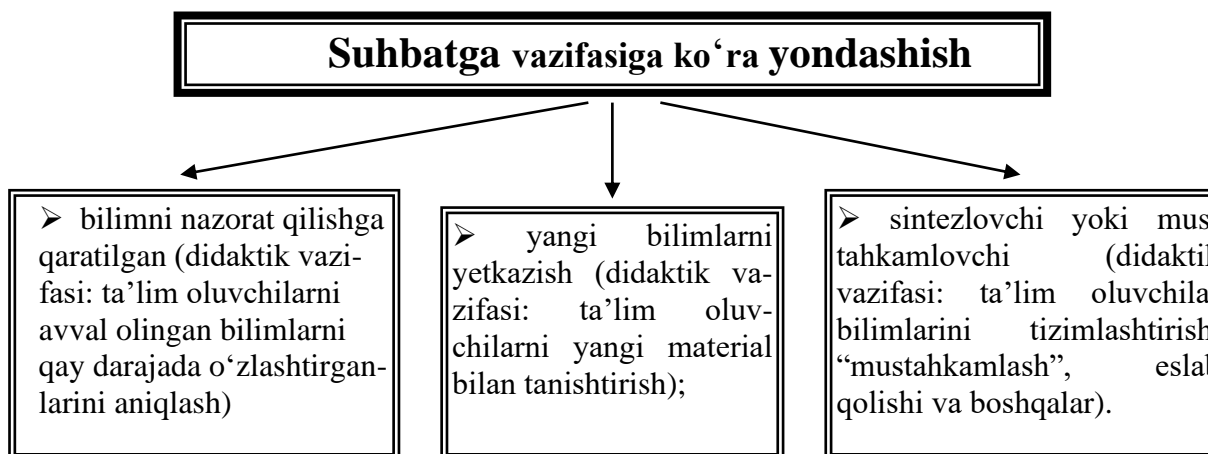 Suhbatga vazifasiga ko‘ra yondashish
➢ bilimni nazorat qilishga
qaratilgan (didaktik vazi-
fasi: ta’lim oluvchilarni
avval olingan bilimlarni
qay darajada o‘zlashtirgan-
larini aniqlash)
➢ yangi bilimlarni
yetkazish (didaktik va-
zifasi: ta’lim oluv-
chilarni yangi material
bilan tanishtirish);
➢ sintezlovchi yoki mus
tahkamlovchi (didaktik
vazifasi: ta’lim oluvchila
bilimlarini tizimlashtirish
“mustahkamlash”, eslab
qolishi va boshqalar).